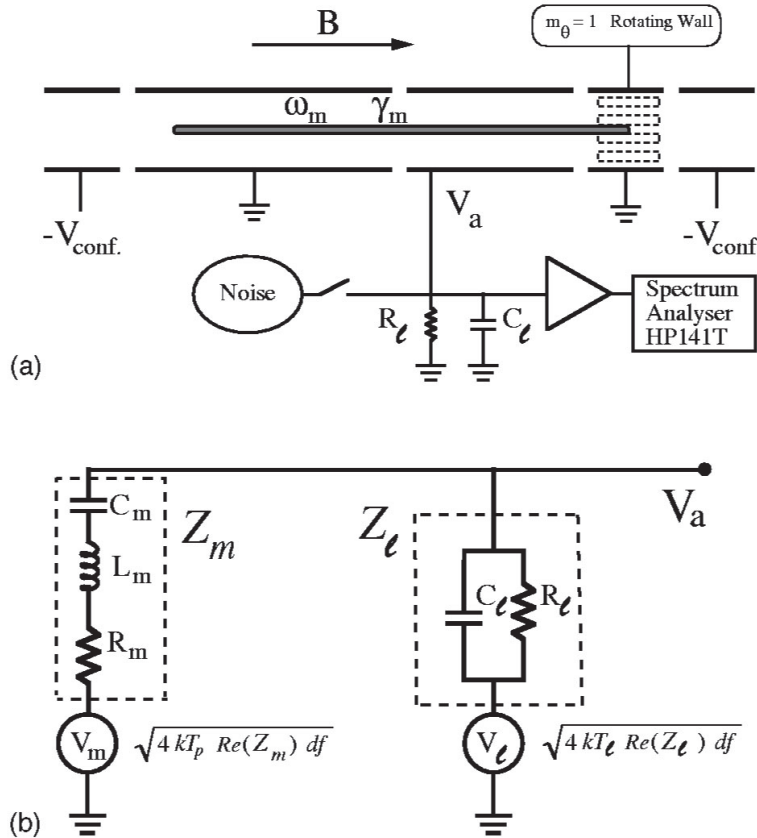 m_θ = 1 Rotating Wall
B
ω_m γ_m
V_a
-V_conf.
-V_conf
Noise
R_ℓ
C_ℓ
Spectrum
Analyser
HP141T
(a)
C_m
Z_m
L_m
R_m
V_m
√4 kT_p Re(Z_m) df
V_a
Z_ℓ
C_ℓ
R_ℓ
V_ℓ
√4 kT_ℓ Re(Z_ℓ) df
(b)